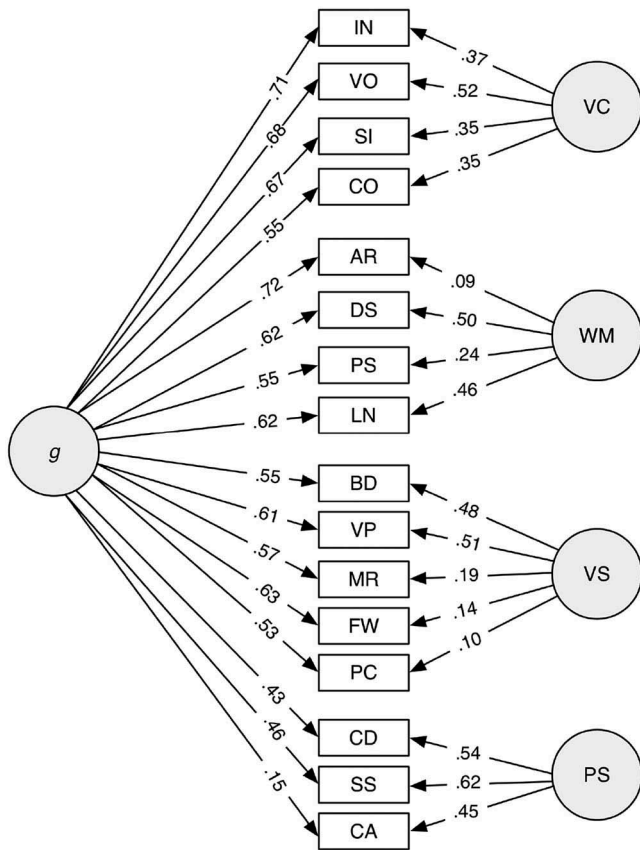 IN
.71
.37
VO
.68
.52
VC
SI
.67
.35
CO
.55
.35
AR
.72
.09
DS
.62
.50
WM
PS
.55
.24
LN
.62
.46
g
BD
.55
.48
VP
.61
.51
MR
.57
.19
VS
FW
.63
.14
PC
.53
.10
CD
.43
.54
SS
.46
.62
PS
CA
.15
.45